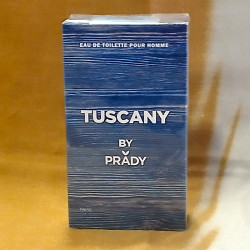 EAU DE TOILETTE POUR HOMME
TUSCANY
BY
PRADY